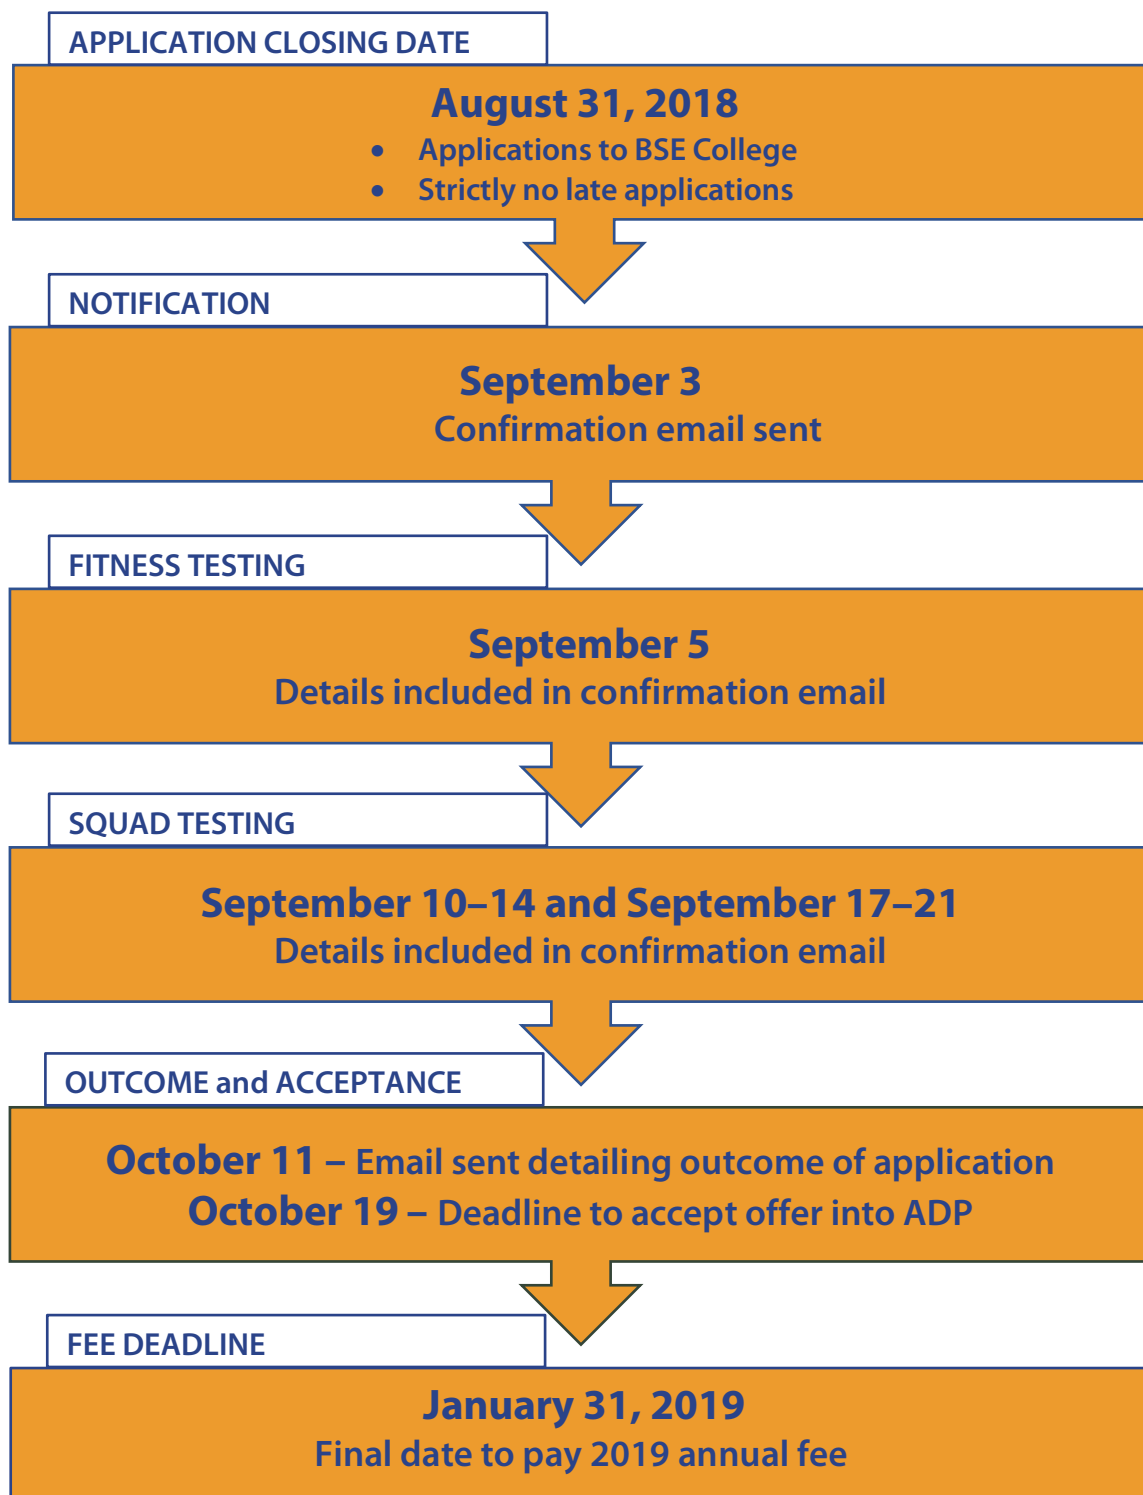 APPLICATION CLOSING DATE
August 31, 2018
• Applications to BSE College
• Strictly no late applications
NOTIFICATION
September 3
Confirmation email sent
FITNESS TESTING
September 5
Details included in confirmation email
SQUAD TESTING
September 10–14 and September 17–21
Details included in confirmation email
OUTCOME and ACCEPTANCE
October 11 – Email sent detailing outcome of application
October 19 – Deadline to accept offer into ADP
FEE DEADLINE
January 31, 2019
Final date to pay 2019 annual fee